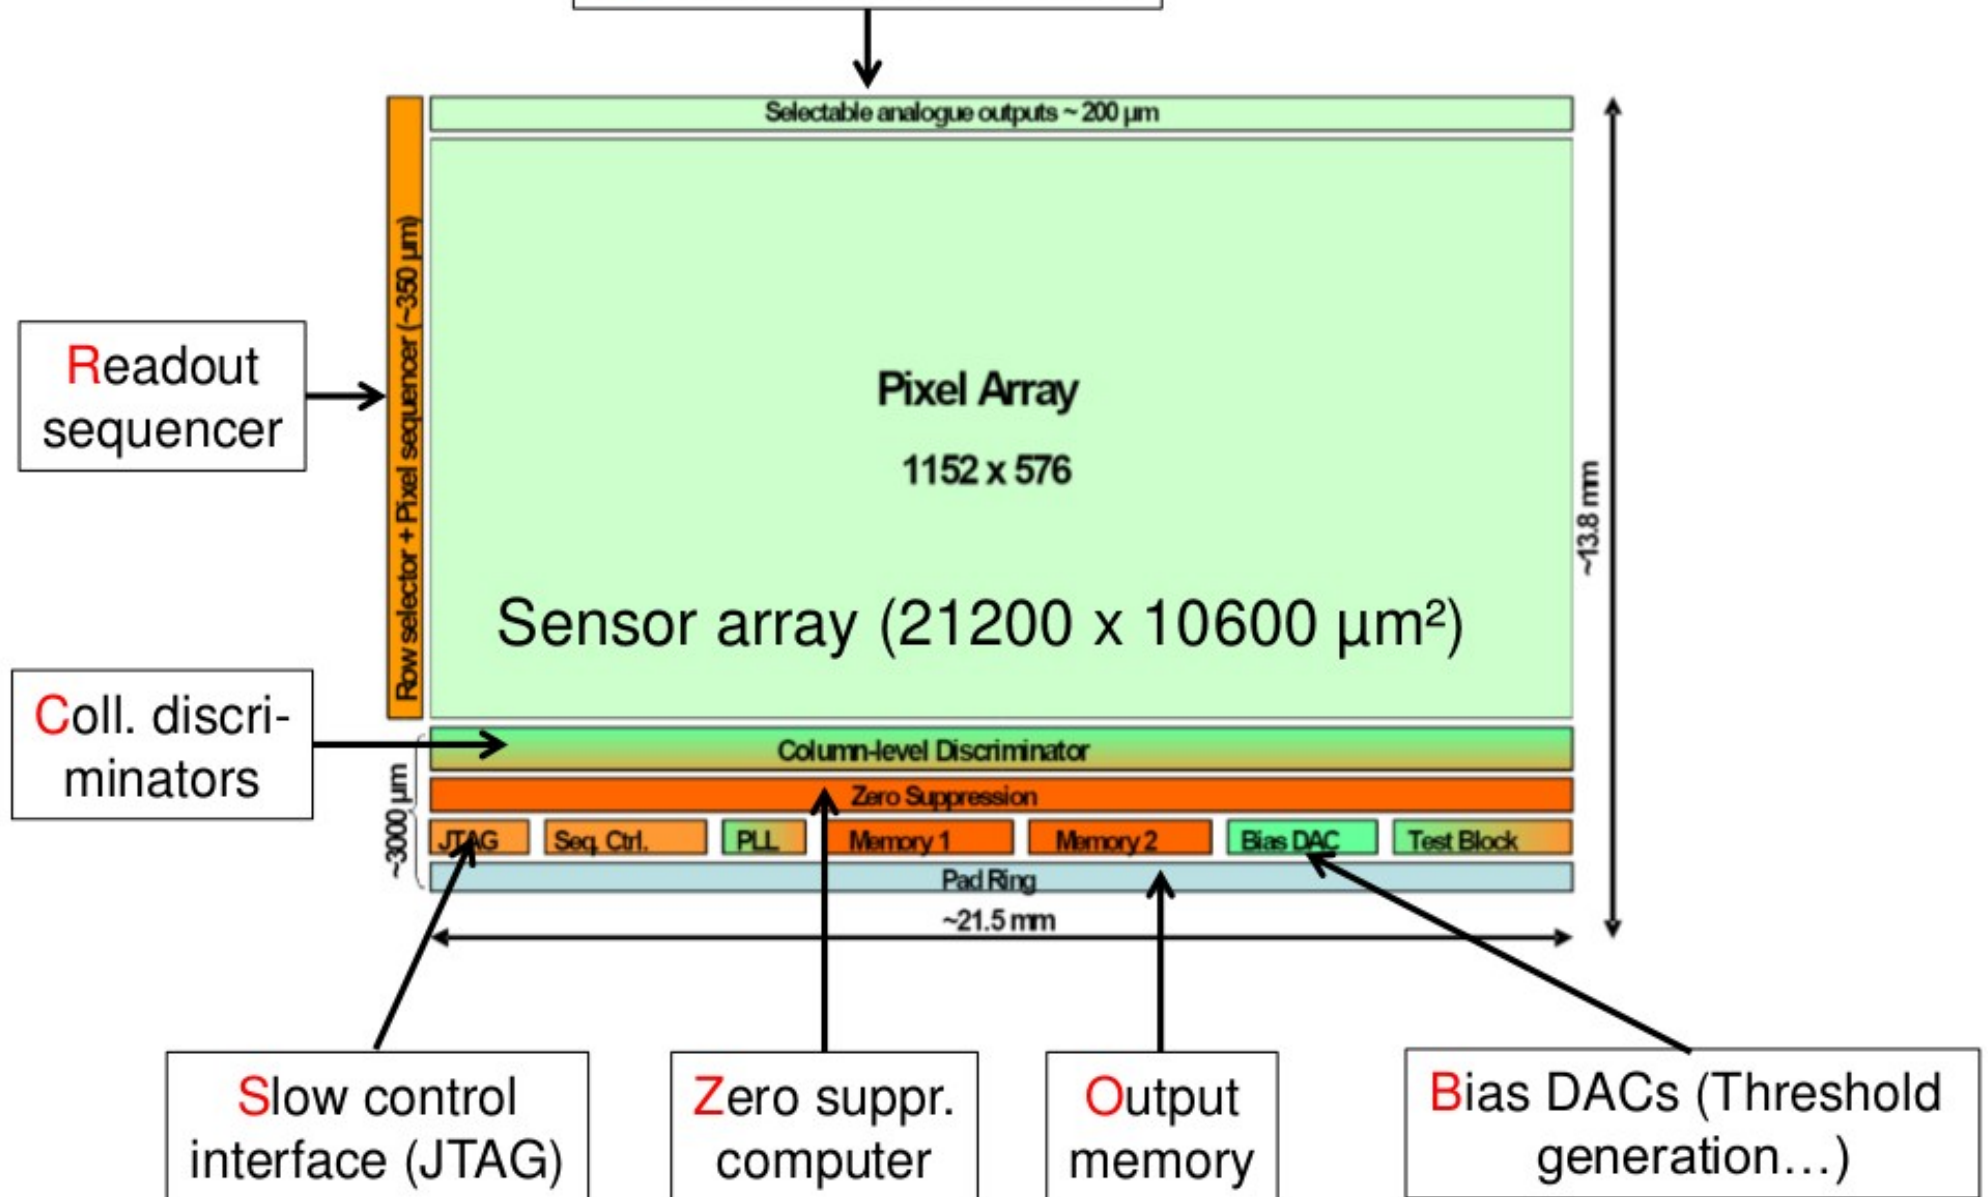 Selectable analogue outputs ~ 200 µm
Row selector + Pixel sequencer (~350 µm)
Readout
sequencer
Pixel Array
1152 x 576
~13.8 mm
Sensor array (21200 x 10600 µm²)
Coll. discri-
minators
Column-level Discriminator
~3000 µm
Zero Suppression
JTAG Seq. Ctrl. PLL Memory 1 Memory 2 Bias DAC Test Block
Pad Ring
~21.5 mm
Slow control
interface (JTAG)
Zero suppr.
computer
Output
memory
Bias DACs (Threshold
generation…)